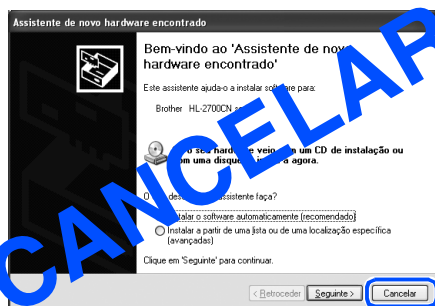 Assistente de novo hardware encontrado
Bem-vindo ao 'Assistente de novo
hardware encontrado'
Este assistente ajuda-o a instalar software para:
Brother HL-2700CN
seu hardware veio com um CD de instalação ou
com uma disquete, agora.
assistente faça?
Instalar o software automaticamente (recomendado)
Instalar a partir de uma lista ou de uma localização específica
(avançadas)
Clique em 'Seguinte' para continuar.
< Retroceder Seguinte > Cancelar
CANCELAR